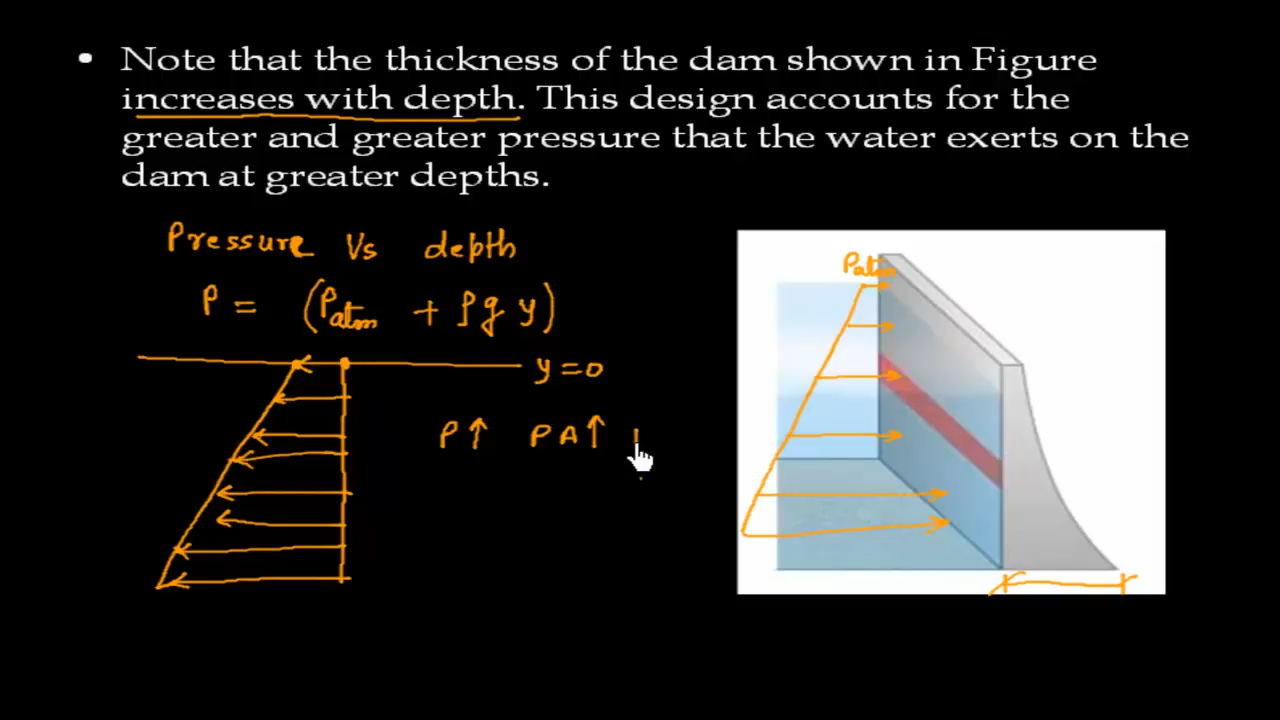 • Note that the thickness of the dam shown in Figure
increases with depth. This design accounts for the
greater and greater pressure that the water exerts on the
dam at greater depths.
Pressure Vs depth
P = (Patm + ρg y)
y=0
P↑ PA↑
Patm